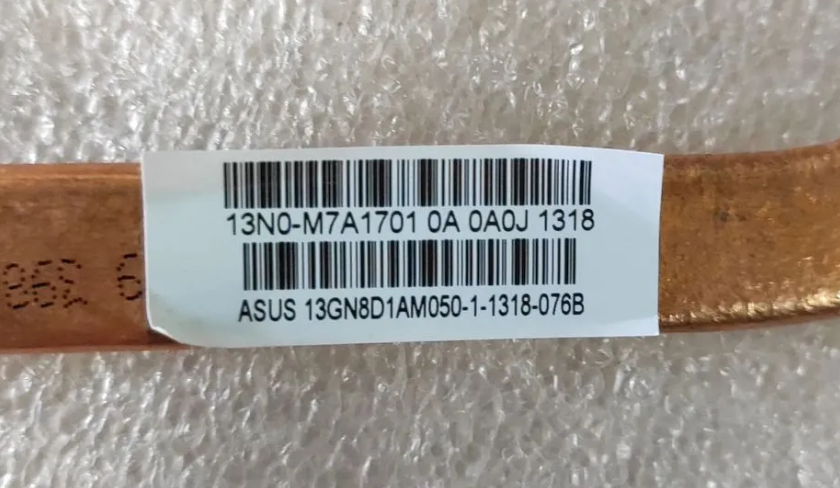 13N0-M7A1701 0A 0A0J 1318
ASUS 13GN8D1AM050-1-1318-076B